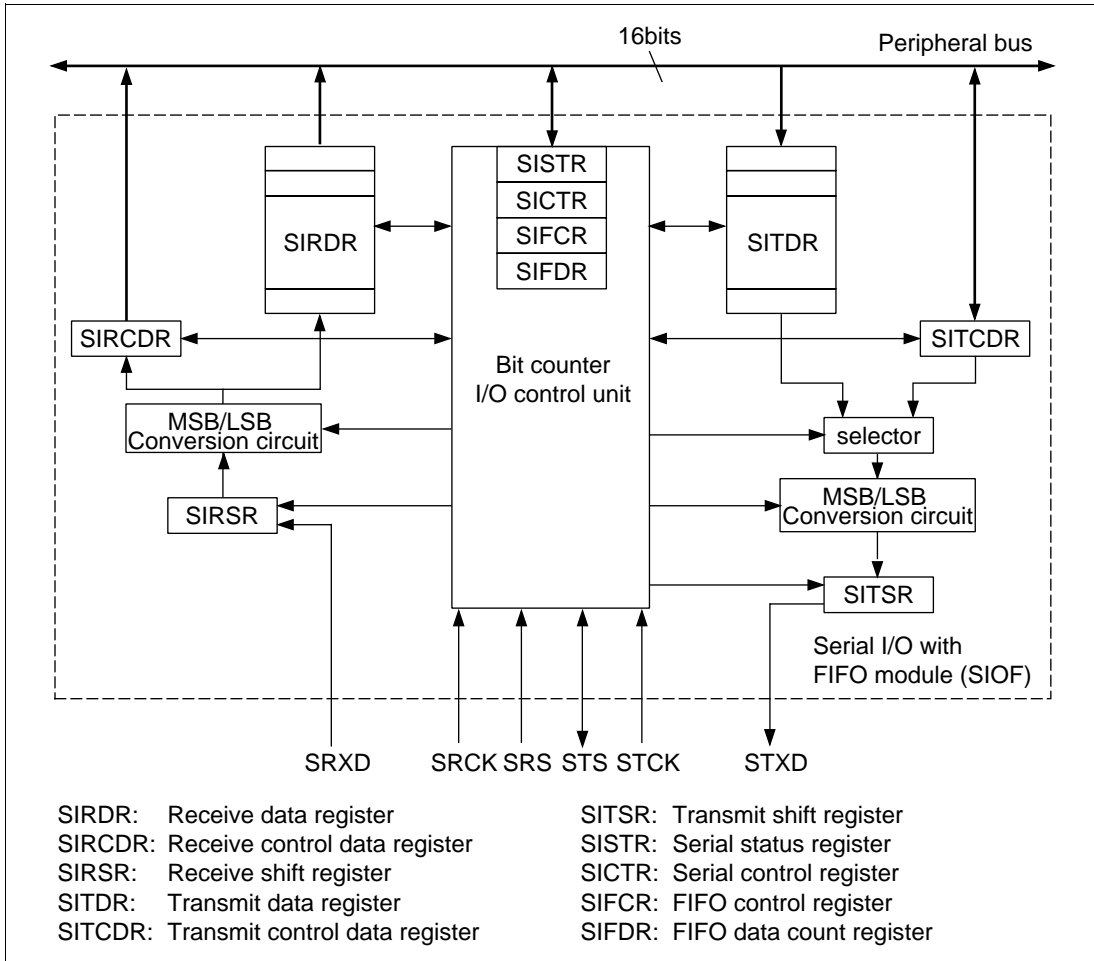 16bits
Peripheral bus
SISTR
SICTR
SIFCR
SIFDR
SIRDR
SITDR
SIRCDR
SITCDR
Bit counter
I/O control unit
MSB/LSB
Conversion circuit
selector
SIRSR
MSB/LSB
Conversion circuit
SITSR
Serial I/O with
FIFO module (SIOF)
SRXD
SRCK
SRS
STS
STCK
STXD
SIRDR: Receive data register
SIRCDR: Receive control data register
SIRSR: Receive shift register
SITDR: Transmit data register
SITCDR: Transmit control data register
SITSR: Transmit shift register
SISTR: Serial status register
SICTR: Serial control register
SIFCR: FIFO control register
SIFDR: FIFO data count register